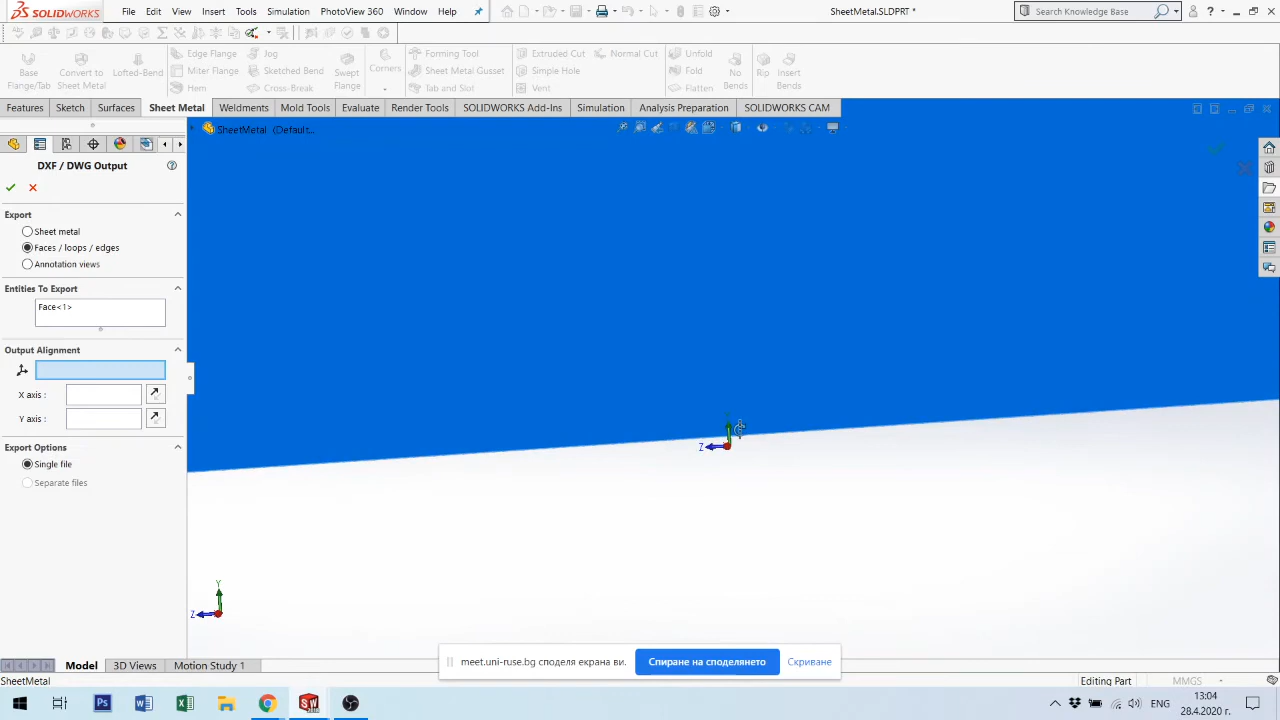 SOLIDWORKS File Edit View Insert Tools Simulation PhotoView 360 Window Help SheetMetal.SLDPRT * Search Knowledge Base
Base Flange/Tab Convert to Sheet Metal Lofted-Bend Edge Flange Miter Flange Hem Jog Sketched Bend Cross-Break Swept Flange Corners Forming Tool Sheet Metal Gusset Tab and Slot Extruded Cut Simple Hole Vent Normal Cut Unfold Fold Flatten No Bends Rip Insert Bends
Features Sketch Surfaces Sheet Metal Weldments Mold Tools Evaluate Render Tools SOLIDWORKS Add-Ins Simulation Analysis Preparation SOLIDWORKS CAM
SheetMetal (Default...
DXF / DWG Output
Export
Sheet metal
Faces / loops / edges
Annotation views
Entities To Export
Face<1>
Output Alignment
X axis :
Y axis :
Export Options
Single file
Separate files
Z
Y
Z
meet.uni-ruse.bg споделя екрана ви. Спиране на споделянето Скриване
Model 3D Views Motion Study 1
SheetMetal Editing Part MMGS
Ps ЕНГ 13:04
28.4.2020 г.